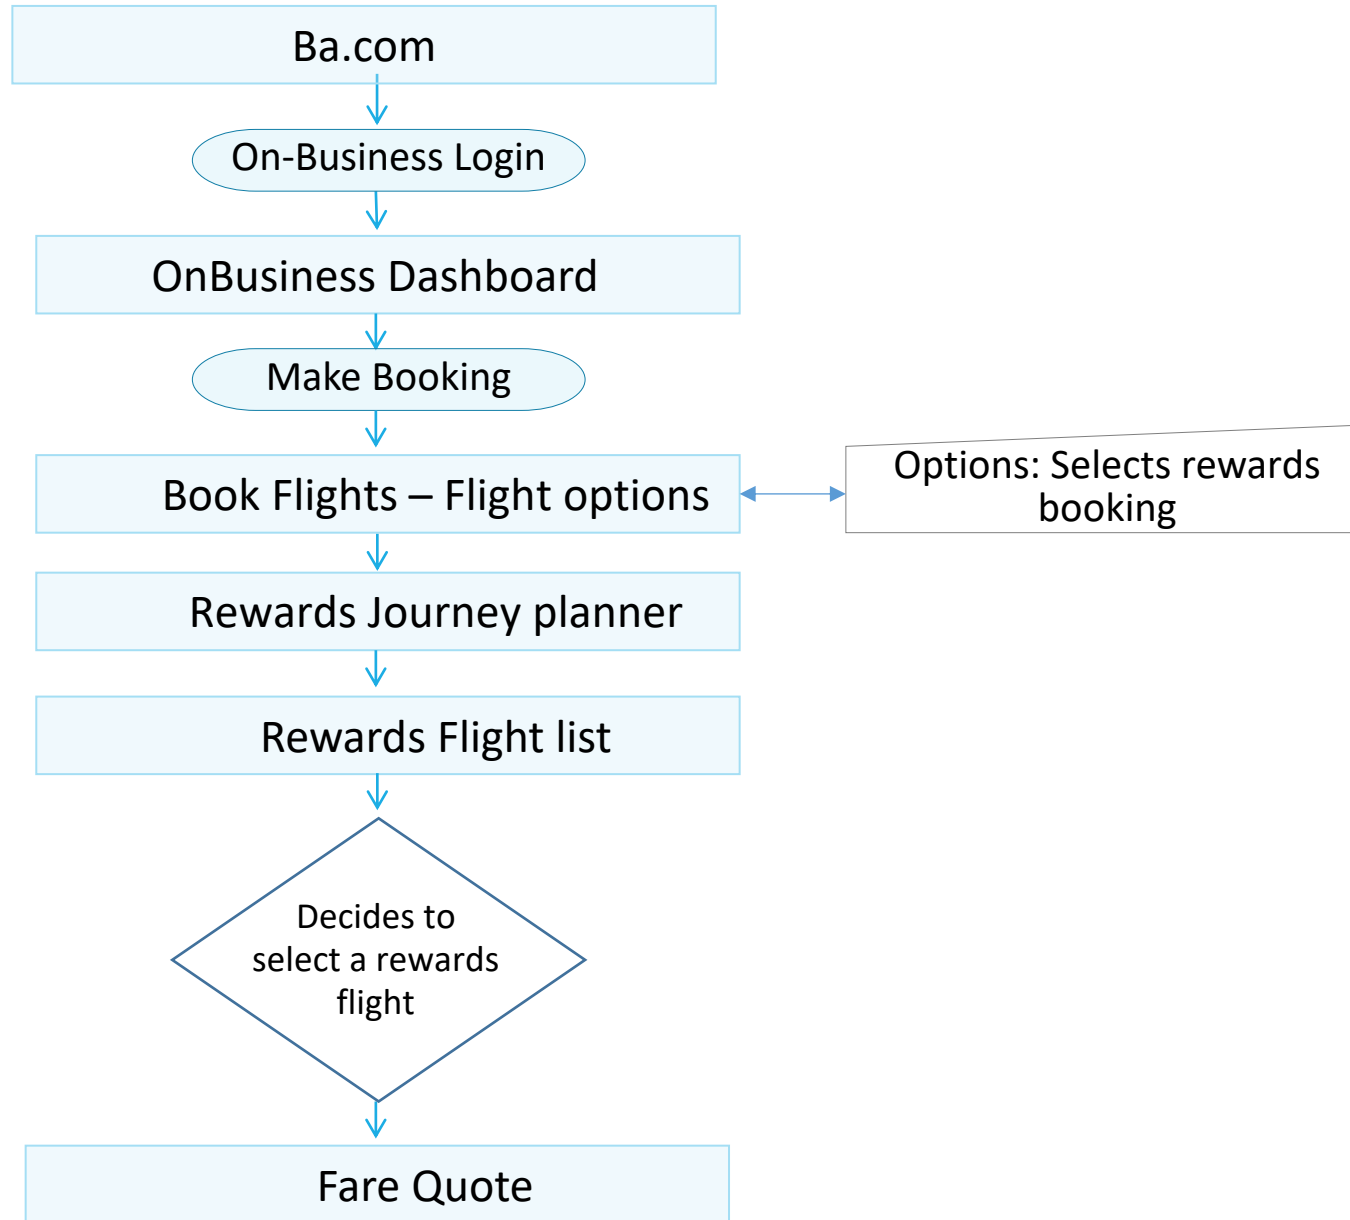 Ba.com
On-Business Login
OnBusiness Dashboard
Make Booking
Book Flights – Flight options
Options: Selects rewards
booking
Rewards Journey planner
Rewards Flight list
Decides to
select a rewards
flight
Fare Quote